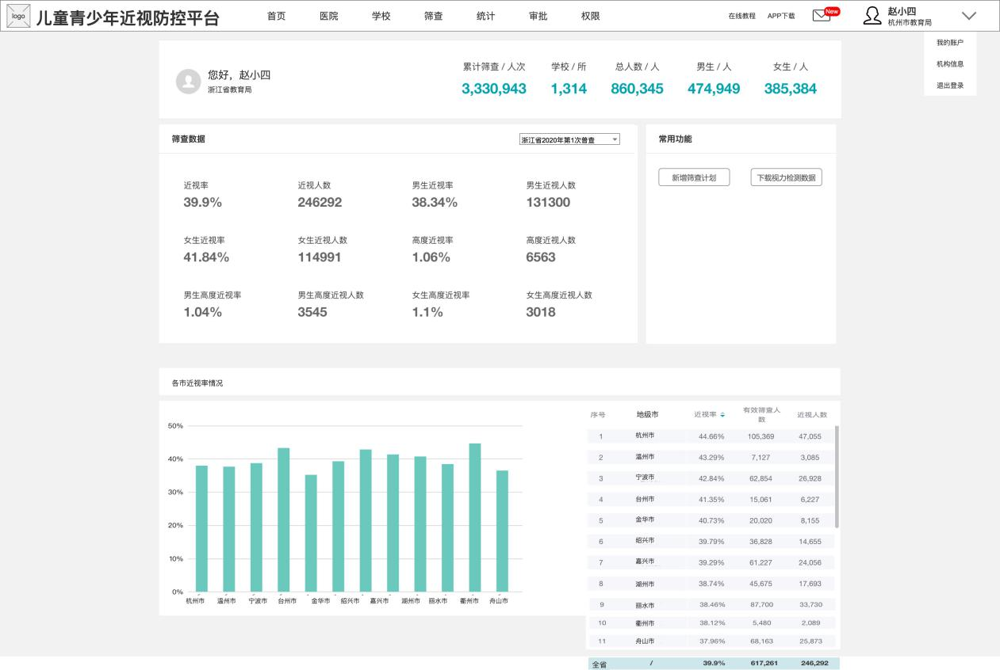 logo
儿童青少年近视防控平台
首页 医院 学校 筛查 统计 审批 权限
在线教程 APP下载 New
赵小四
杭州市教育局
我的账户
机构信息
退出登录
您好，赵小四
浙江省教育局
累计筛查 / 人次 学校 / 所 总人数 / 人 男生 / 人 女生 / 人
3,330,943 1,314 860,345 474,949 385,384
筛查数据
浙江省2020年第1次普查
近视率 近视人数 男生近视率 男生近视人数
39.9% 246292 38.34% 131300
女生近视率 女生近视人数 高度近视率 高度近视人数
41.84% 114991 1.06% 6563
男生高度近视率 男生高度近视人数 女生高度近视率 女生高度近视人数
1.04% 3545 1.1% 3018
常用功能
新增筛查计划 下载视力检测数据
各市近视率情况
50%
40%
30%
20%
10%
0%
杭州市 温州市 宁波市 台州市 金华市 绍兴市 嘉兴市 湖州市 丽水市 衢州市 舟山市
序号 地级市 近视率 有效筛查人数 近视人数
1 杭州市 44.66% 105,369 47,055
2 温州市 43.29% 7,127 3,085
3 宁波市 42.84% 62,854 26,928
4 台州市 41.35% 15,061 6,227
5 金华市 40.73% 20,020 8,155
6 绍兴市 39.79% 36,828 14,655
7 嘉兴市 39.29% 61,227 24,056
8 湖州市 38.74% 45,675 17,693
9 丽水市 38.46% 87,700 33,730
10 衢州市 38.12% 5,480 2,089
11 舟山市 37.96% 68,163 25,873
全省 / 39.9% 617,261 246,292